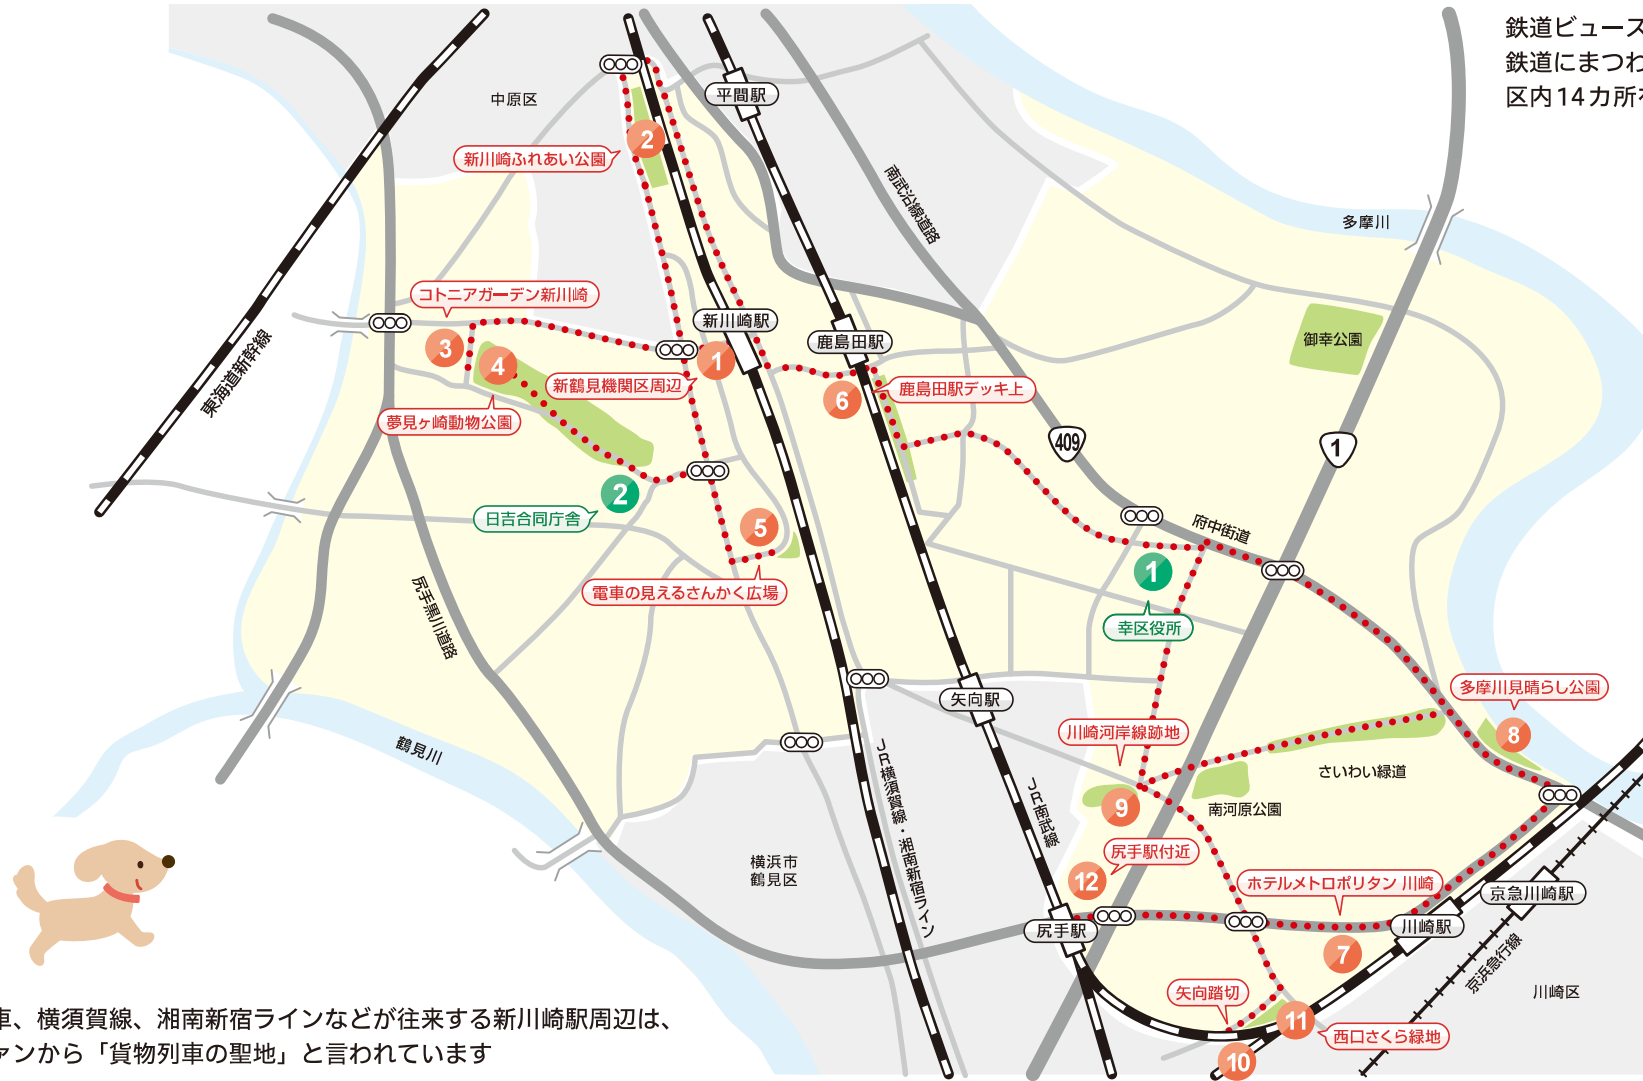 鉄道ビュース
鉄道にまつわ
区内14カ所
中原区
平間駅
2
新川崎ふれあい公園
南武沿線道路
多摩川
コトニアガーデン新川崎
新川崎駅
鹿島田駅
御幸公園
東海道新幹線
3
4
1
新鶴見機関区周辺
6
鹿島田駅デッキ上
夢見ヶ崎動物公園
409
1
2
日吉合同庁舎
5
府中街道
電車の見えるさんかく広場
1
幸区役所
尻手黒川道路
矢向駅
多摩川見晴らし公園
8
川崎河岸線跡地
鶴見川
JR横須賀線・湘南新宿ライン
JR南武線
さいわい緑道
9
南河原公園
横浜市
鶴見区
尻手駅付近
12
ホテルメトロポリタン 川崎
京急川崎駅
尻手駅
川崎駅
7
京浜急行線
矢向踏切
川崎区
11
西口さくら緑地
10
車、横須賀線、湘南新宿ラインなどが往来する新川崎駅周辺は、
ァンから「貨物列車の聖地」と言われています